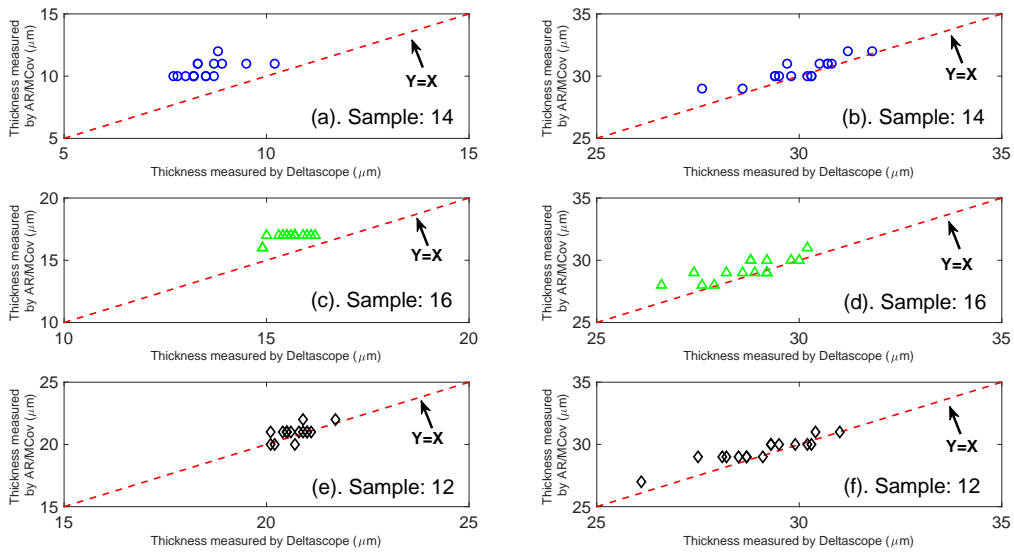 Thickness measured
by AR/MCov (μm)
15
10
5
Y=X
(a). Sample: 14
5
10
15
Thickness measured by Deltascope (μm)
Thickness measured
by AR/MCov (μm)
35
30
25
Y=X
(b). Sample: 14
25
30
35
Thickness measured by Deltascope (μm)
Thickness measured
by AR/MCov (μm)
20
15
10
Y=X
(c). Sample: 16
10
15
20
Thickness measured by Deltascope (μm)
Thickness measured
by AR/MCov (μm)
35
30
25
Y=X
(d). Sample: 16
25
30
35
Thickness measured by Deltascope (μm)
Thickness measured
by AR/MCov (μm)
25
20
15
Y=X
(e). Sample: 12
15
20
25
Thickness measured by Deltascope (μm)
Thickness measured
by AR/MCov (μm)
35
30
25
Y=X
(f). Sample: 12
25
30
35
Thickness measured by Deltascope (μm)